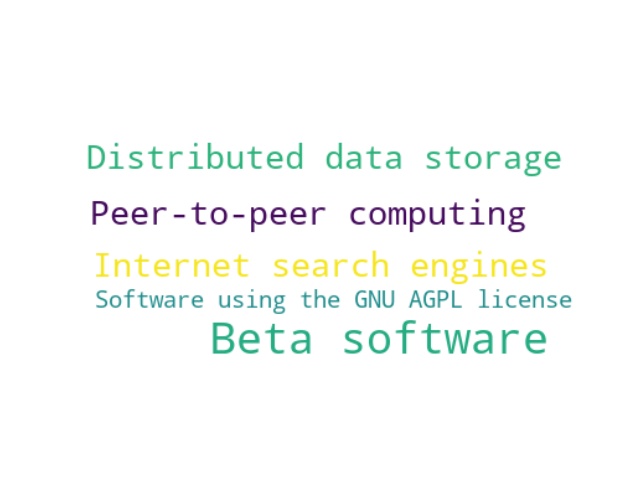 Distributed data storage
Peer-to-peer computing
Internet search engines
Software using the GNU AGPL license
Beta software